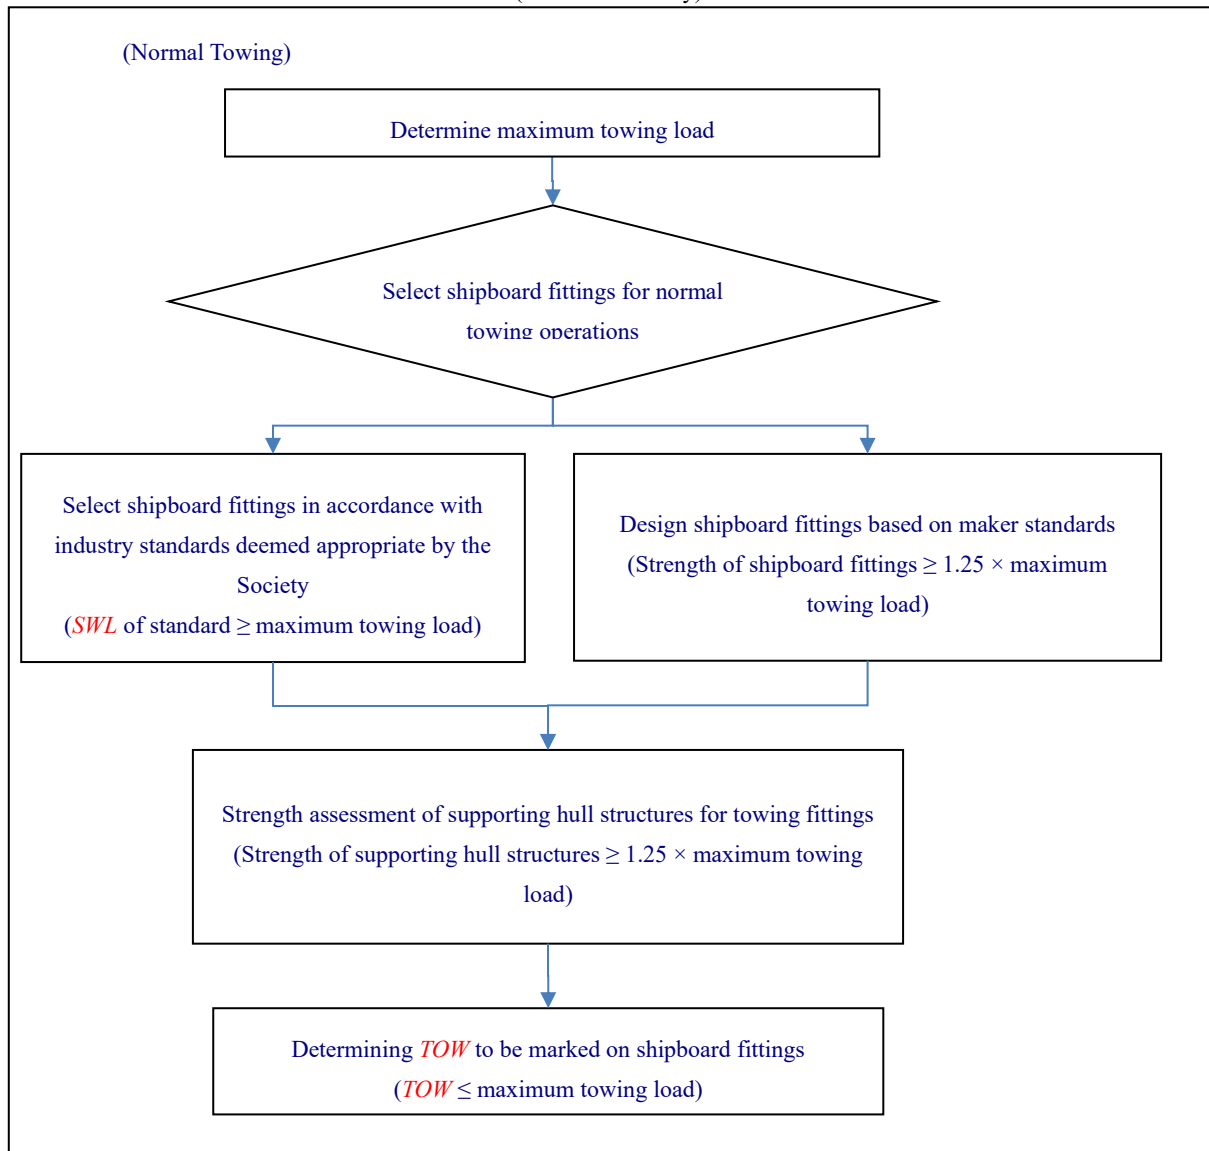 (Normal Towing)
Determine maximum towing load
Select shipboard fittings for normal
towing operations
Select shipboard fittings in accordance with
industry standards deemed appropriate by the
Society
(SWL of standard ≥ maximum towing load)
Design shipboard fittings based on maker standards
(Strength of shipboard fittings ≥ 1.25 × maximum
towing load)
Strength assessment of supporting hull structures for towing fittings
(Strength of supporting hull structures ≥ 1.25 × maximum towing
load)
Determining TOW to be marked on shipboard fittings
(TOW ≤ maximum towing load)